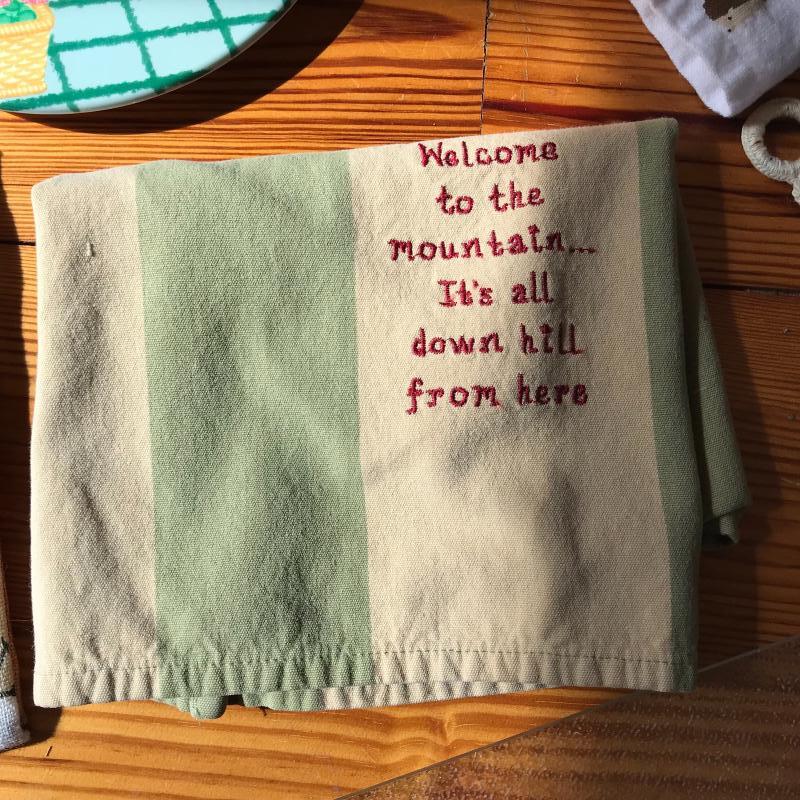 Welcome
to the
mountain...
It's all
down hill
from here